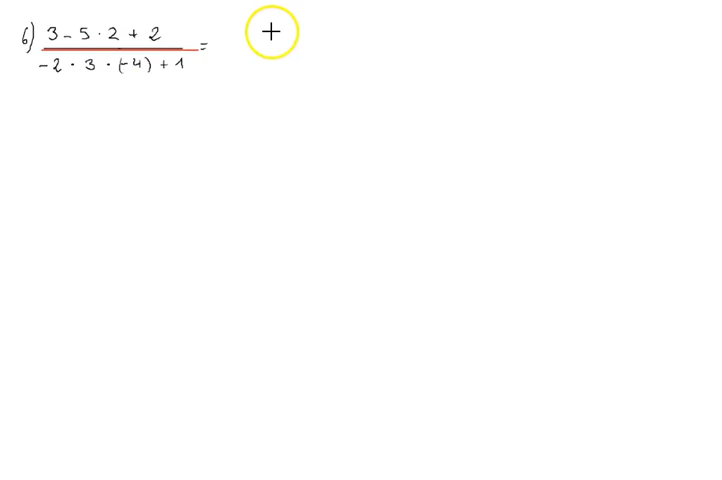 6) 3 - 5 · 2 + 2
-2 · 3 · (-4) + 1 =